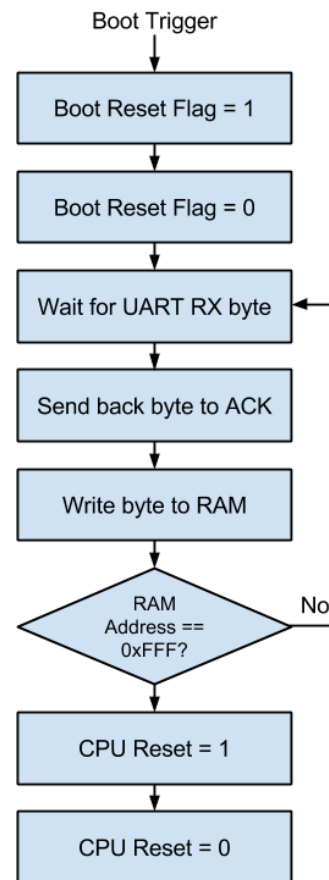 Boot Trigger
Boot Reset Flag = 1
Boot Reset Flag = 0
Wait for UART RX byte
Send back byte to ACK
Write byte to RAM
RAM
Address ==
0xFFF?
No
CPU Reset = 1
CPU Reset = 0